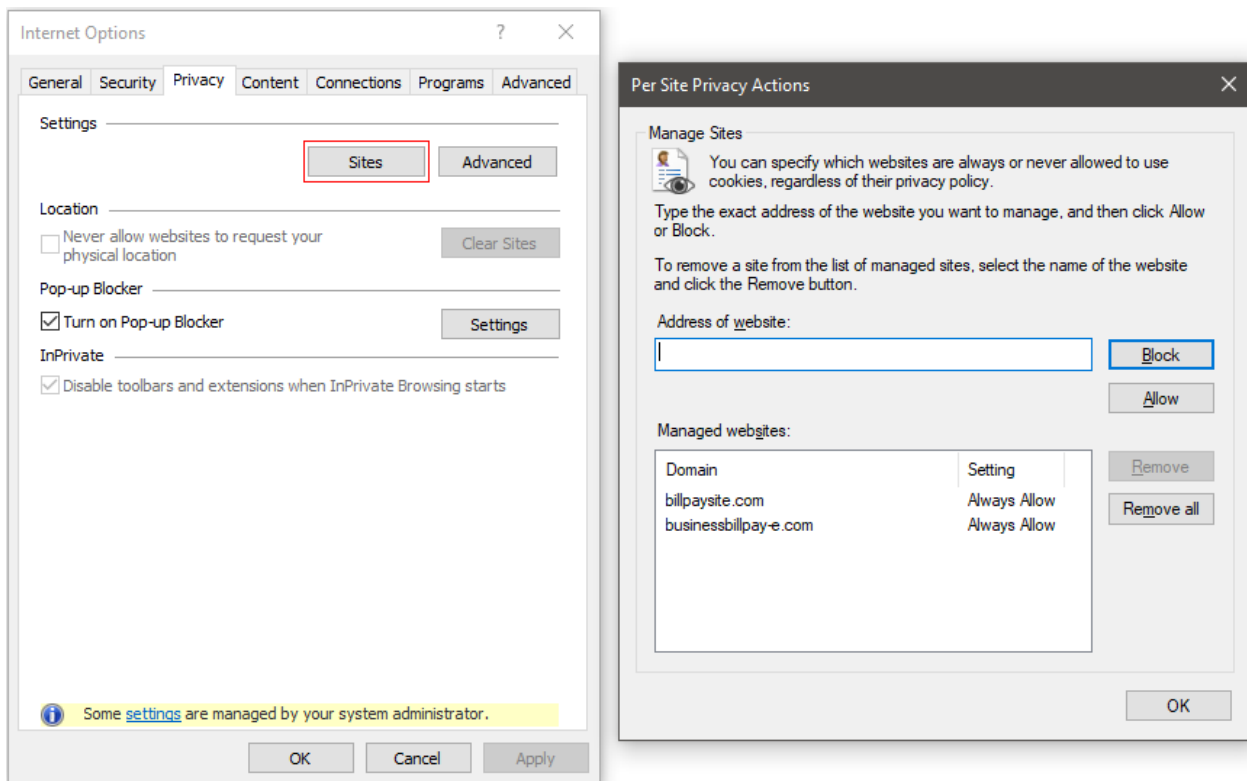 Internet Options
General Security Privacy Content Connections Programs Advanced
Settings
Sites Advanced
Location
Never allow websites to request your
physical location
Clear Sites
Pop-up Blocker
Turn on Pop-up Blocker
Settings
InPrivate
Disable toolbars and extensions when InPrivate Browsing starts
Some settings are managed by your system administrator.
OK Cancel Apply
Per Site Privacy Actions
Manage Sites
You can specify which websites are always or never allowed to use
cookies, regardless of their privacy policy.
Type the exact address of the website you want to manage, and then click Allow
or Block.
To remove a site from the list of managed sites, select the name of the website
and click the Remove button.
Address of website:
Block
Allow
Managed websites:
Domain Setting
billpaysite.com Always Allow
businessbillpay-e.com Always Allow
Remove
Remove all
OK